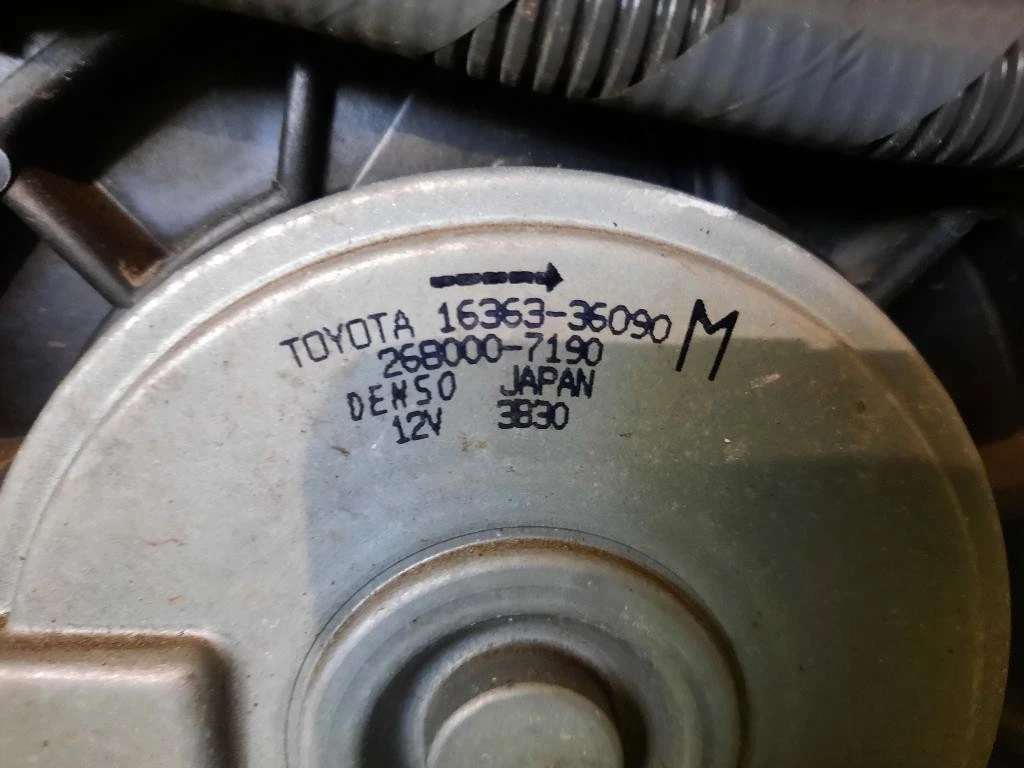 TOYOTA 16363-36090 M
268000-7190
DENSO JAPAN
12V 3B30